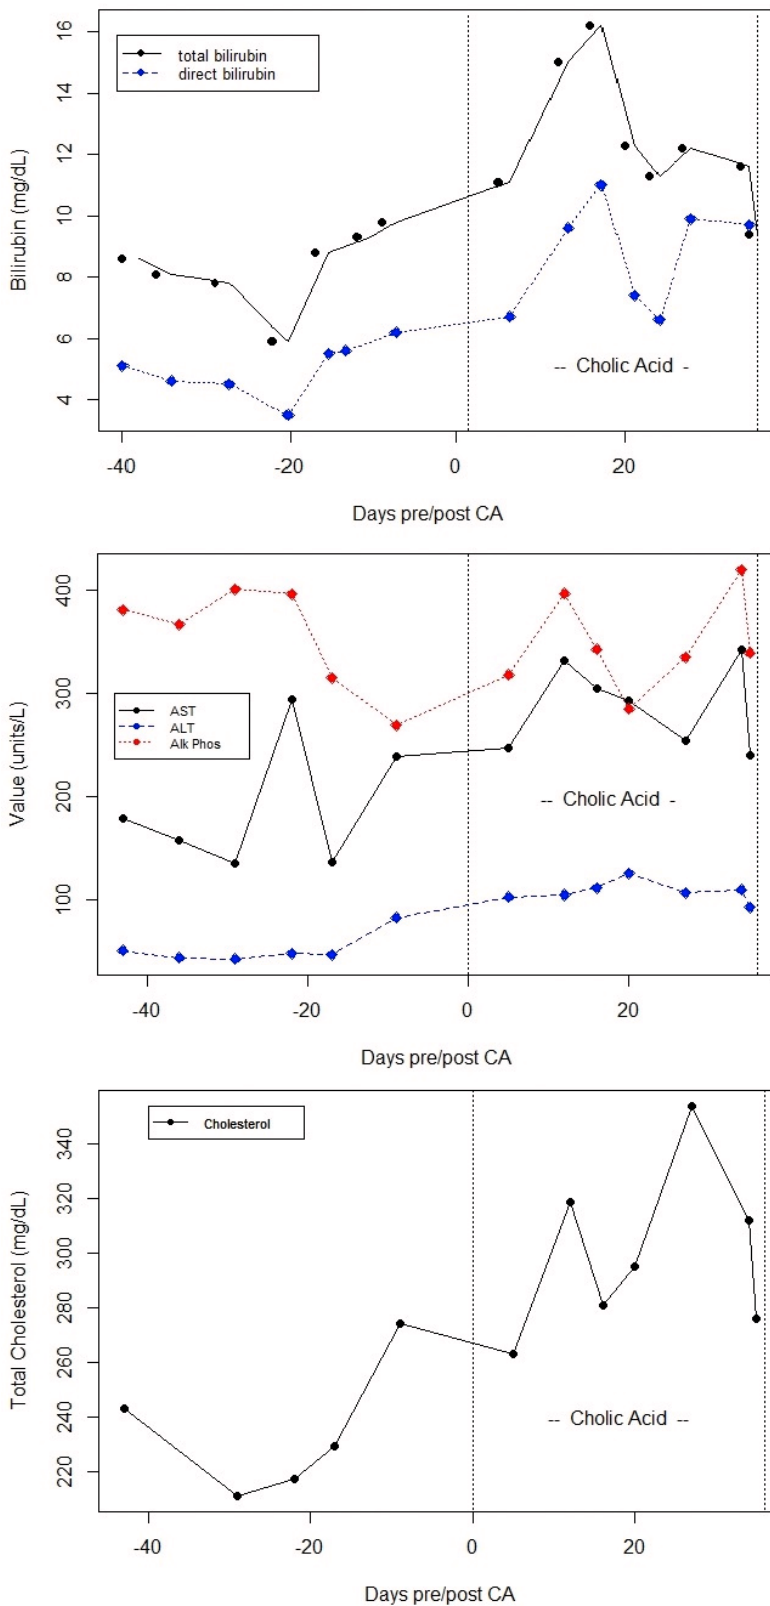 16
14
12
10
8
6
4
Bilirubin (mg/dL)
total bilirubin
direct bilirubin
-- Cholic Acid -
-40
-20
0
20
Days pre/post CA
400
300
200
100
Value (units/L)
AST
ALT
Alk Phos
-- Cholic Acid -
-40
-20
0
20
Days pre/post CA
340
320
300
280
260
240
220
Total Cholesterol (mg/dL)
Cholesterol
-- Cholic Acid --
-40
-20
0
20
Days pre/post CA